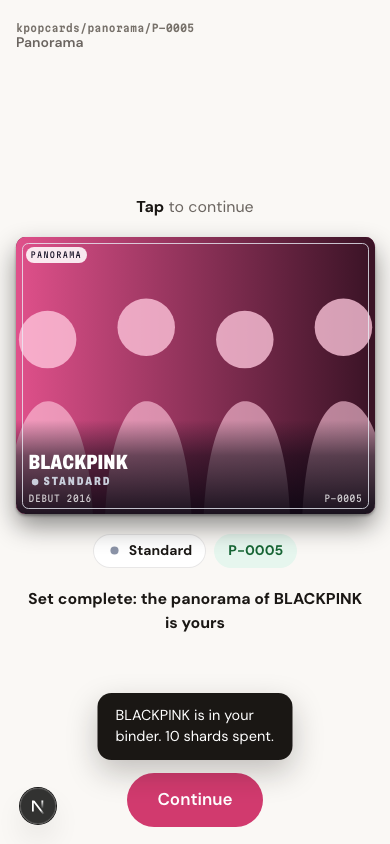 kpopcards/panorama/P-0005
Panorama
Tap to continue
PANORAMA
BLACKPINK
STANDARD
DEBUT 2016
P-0005
Standard
P-0005
Set complete: the panorama of BLACKPINK
is yours
BLACKPINK is in your
binder. 10 shards spent.
Continue
N